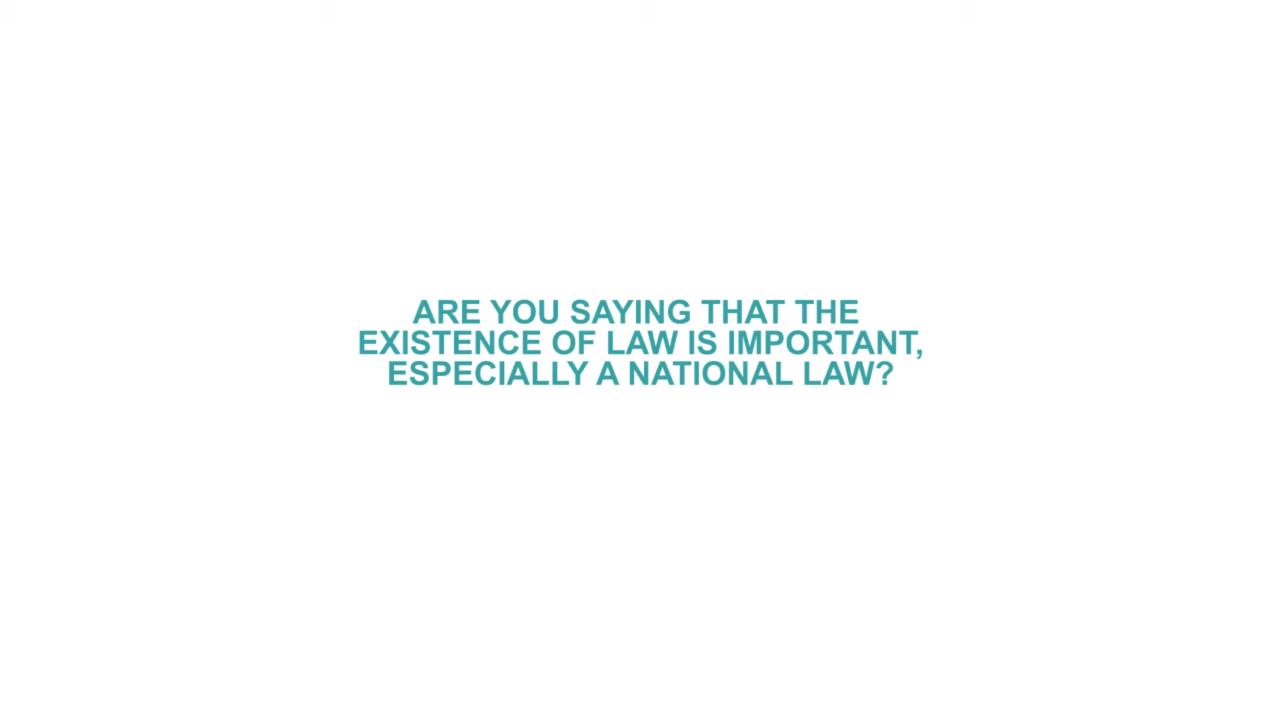 ARE YOU SAYING THAT THE
EXISTENCE OF LAW IS IMPORTANT,
ESPECIALLY A NATIONAL LAW?